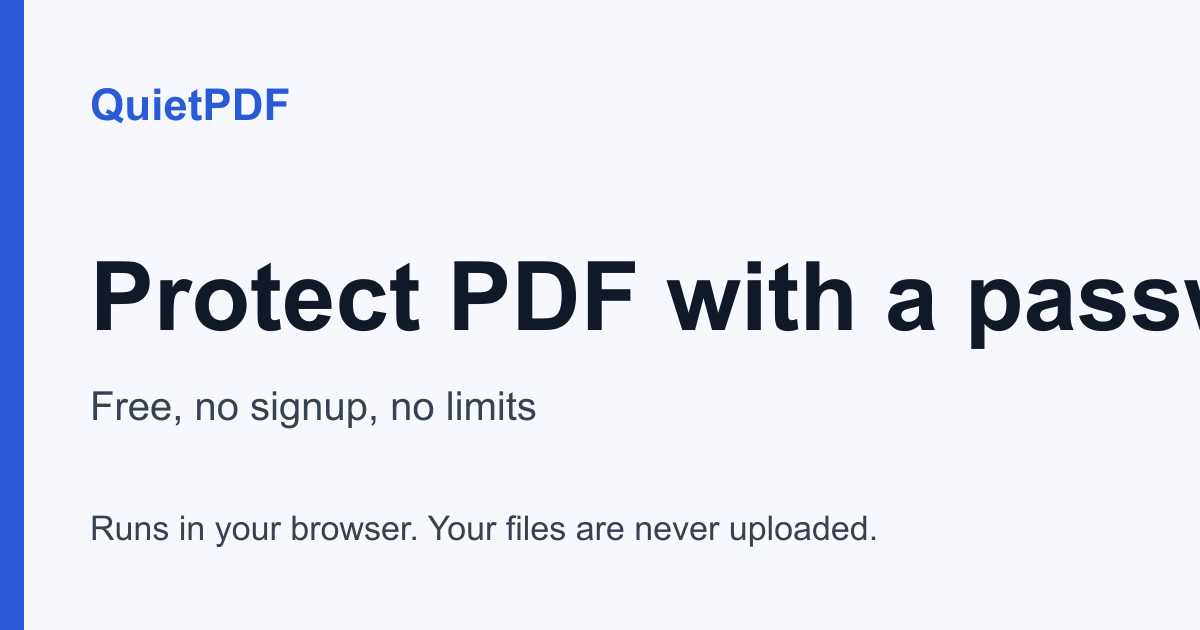 QuietPDF
Protect PDF with a
Free, no signup, no limits
Runs in your browser. Your files are never uploaded.